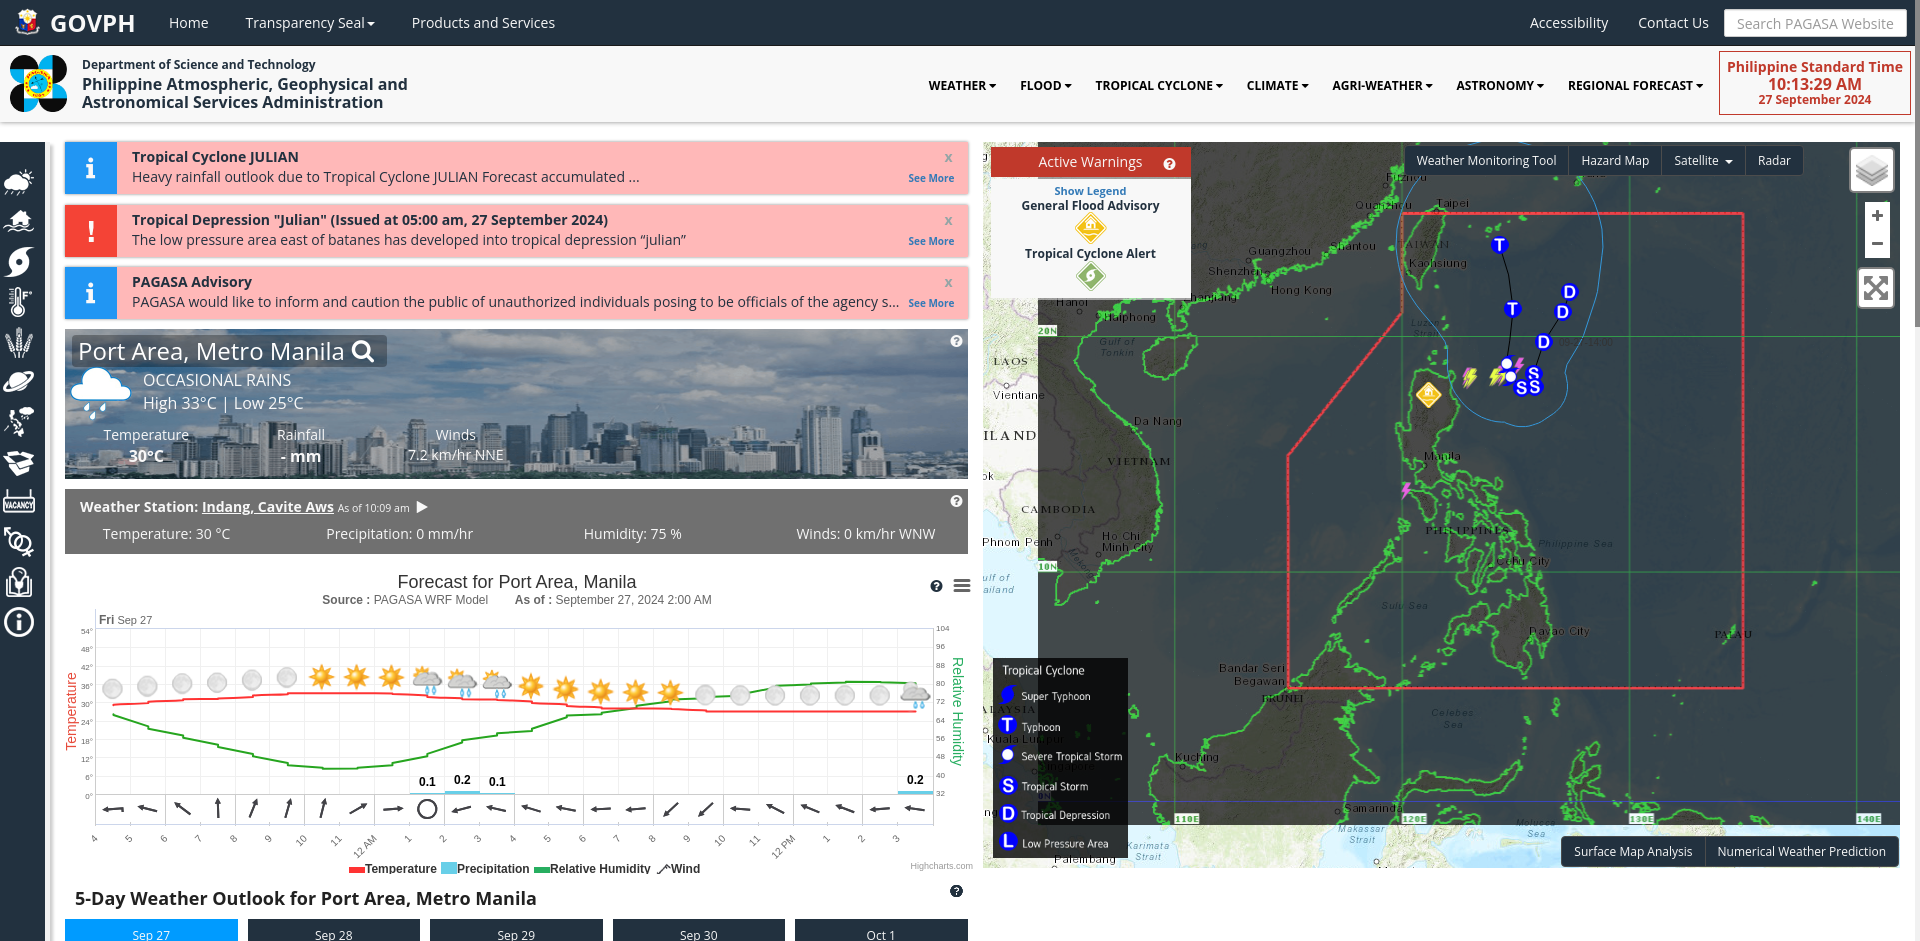 GOVPH
Home
Transparency Seal
Products and Services
Accessibility
Contact Us
Search PAGASA Website
Department of Science and Technology
Philippine Atmospheric, Geophysical and
Astronomical Services Administration
WEATHER
FLOOD
TROPICAL CYCLONE
CLIMATE
AGRI-WEATHER
ASTRONOMY
REGIONAL FORECAST
Philippine Standard Time
10:13:29 AM
27 September 2024
Tropical Cyclone JULIAN
x
Heavy rainfall outlook due to Tropical Cyclone JULIAN Forecast accumulated ...
See More
Tropical Depression "Julian" (Issued at 05:00 am, 27 September 2024)
x
The low pressure area east of batanes has developed into tropical depression “julian”
See More
PAGASA Advisory
x
PAGASA would like to inform and caution the public of unauthorized individuals posing to be officials of the agency s...
See More
Port Area, Metro Manila
OCCASIONAL RAINS
High 33°C | Low 25°C
Temperature
Rainfall
Winds
30°C
- mm
7.2 km/hr NNE
Weather Station: Indang, Cavite Aws As of 10:09 am
Temperature: 30 °C
Precipitation: 0 mm/hr
Humidity: 75 %
Winds: 0 km/hr WNW
VACANCY
Forecast for Port Area, Manila
Source : PAGASA WRF Model As of : September 27, 2024 2:00 AM
Fri Sep 27
Temperature
54°
48°
42°
36°
30°
24°
18°
12°
6°
0°
104
96
88
80
72
64
56
48
40
32
Relative Humidity
0.1
0.2
0.1
0.2
4
5
6
7
8
9
10
11
12 AM
1
2
3
4
5
6
7
8
9
10
11
12 PM
1
2
3
Temperature
Precipitation
Relative Humidity
Wind
Highcharts.com
5-Day Weather Outlook for Port Area, Metro Manila
Sep 27
Sep 28
Sep 29
Sep 30
Oct 1
Active Warnings
Show Legend
General Flood Advisory
Tropical Cyclone Alert
Weather Monitoring Tool
Hazard Map
Satellite
Radar
+
−
Fuzhou
Quanzhou
Taipei
Guangzhou
Shantou
TAIWAN
Kaohsiung
Shenzhen
Hong Kong
Zhanjiang
Hanoi
Haiphong
20N
Luzon
Strait
Gulf of
Tonkin
LAOS
Vientiane
Da Nang
ILAND
VIETNAM
Manila
ok
CAMBODIA
PHILIPPINES
Phnom Penh
Ho Chi
Minh City
Philippine Sea
Cebu City
10N
ulf of
ailand
Sulu Sea
Davao City
PALAU
Bandar Seri
Begawan
BRUNEI
Celebes
Sea
ALAYSIA
Kuala Lumpur
Kuching
Samarinda
110E
120E
130E
140E
Makassar
Strait
Molucca
Sea
Karimata
Strait
Palembang
T
T
D
D
D
S
S
S
Tropical Cyclone
Super Typhoon
T Typhoon
Severe Tropical Storm
S Tropical Storm
D Tropical Depression
L Low Pressure Area
Surface Map Analysis
Numerical Weather Prediction